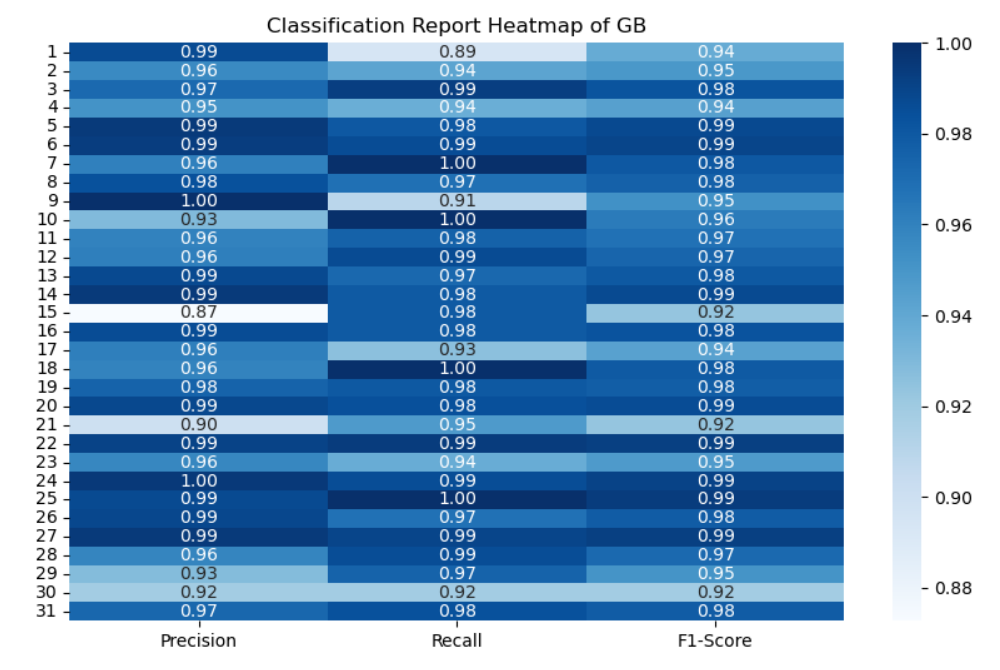 Classification Report Heatmap of GB
1 0.99 0.89 0.94
2 0.96 0.94 0.95
3 0.97 0.99 0.98
4 0.95 0.94 0.94
5 0.99 0.98 0.99
6 0.99 0.99 0.99
7 0.96 1.00 0.98
8 0.98 0.97 0.98
9 1.00 0.91 0.95
10 0.93 1.00 0.96
11 0.96 0.98 0.97
12 0.96 0.99 0.97
13 0.99 0.97 0.98
14 0.99 0.98 0.99
15 0.87 0.98 0.92
16 0.99 0.98 0.98
17 0.96 0.93 0.94
18 0.96 1.00 0.98
19 0.98 0.98 0.98
20 0.99 0.98 0.99
21 0.90 0.95 0.92
22 0.99 0.99 0.99
23 0.96 0.94 0.95
24 1.00 0.99 0.99
25 0.99 1.00 0.99
26 0.99 0.97 0.98
27 0.99 0.99 0.99
28 0.96 0.99 0.97
29 0.93 0.97 0.95
30 0.92 0.92 0.92
31 0.97 0.98 0.98
Precision Recall F1-Score
1.00
0.98
0.96
0.94
0.92
0.90
0.88